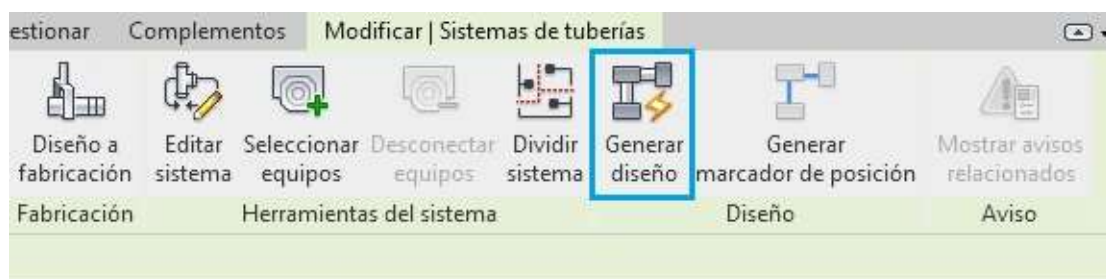 estionar Complementos Modificar | Sistemas de tuberías
Diseño a Editar Seleccionar Desconectar Dividir Generar Generar Mostrar avisos
fabricación sistema equipos equipos sistema diseño marcador de posición relacionados
Fabricación Herramientas del sistema Diseño Aviso